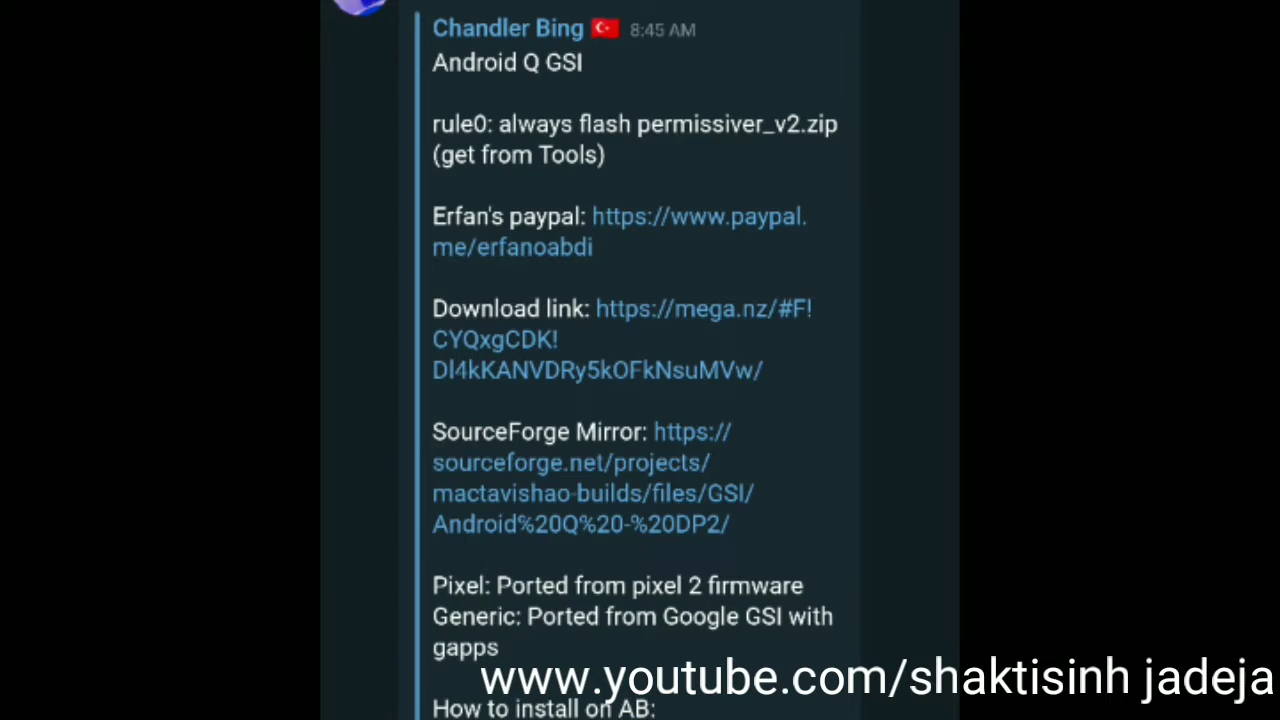 Chandler Bing 🇹🇷 8:45 AM
Android Q GSI
rule0: always flash permissiver_v2.zip
(get from Tools)
Erfan's paypal: https://www.paypal.
me/erfanoabdi
Download link: https://mega.nz/#F!
CYQxgCDK!
Dl4kKANVDRy5kOFkNsuMVw/
SourceForge Mirror: https://
sourceforge.net/projects/
mactavishao-builds/files/GSI/
Android%20Q%20-%20DP2/
Pixel: Ported from pixel 2 firmware
Generic: Ported from Google GSI with
gapps
www.youtube.com/shaktisinh jadeja
How to install on AB: